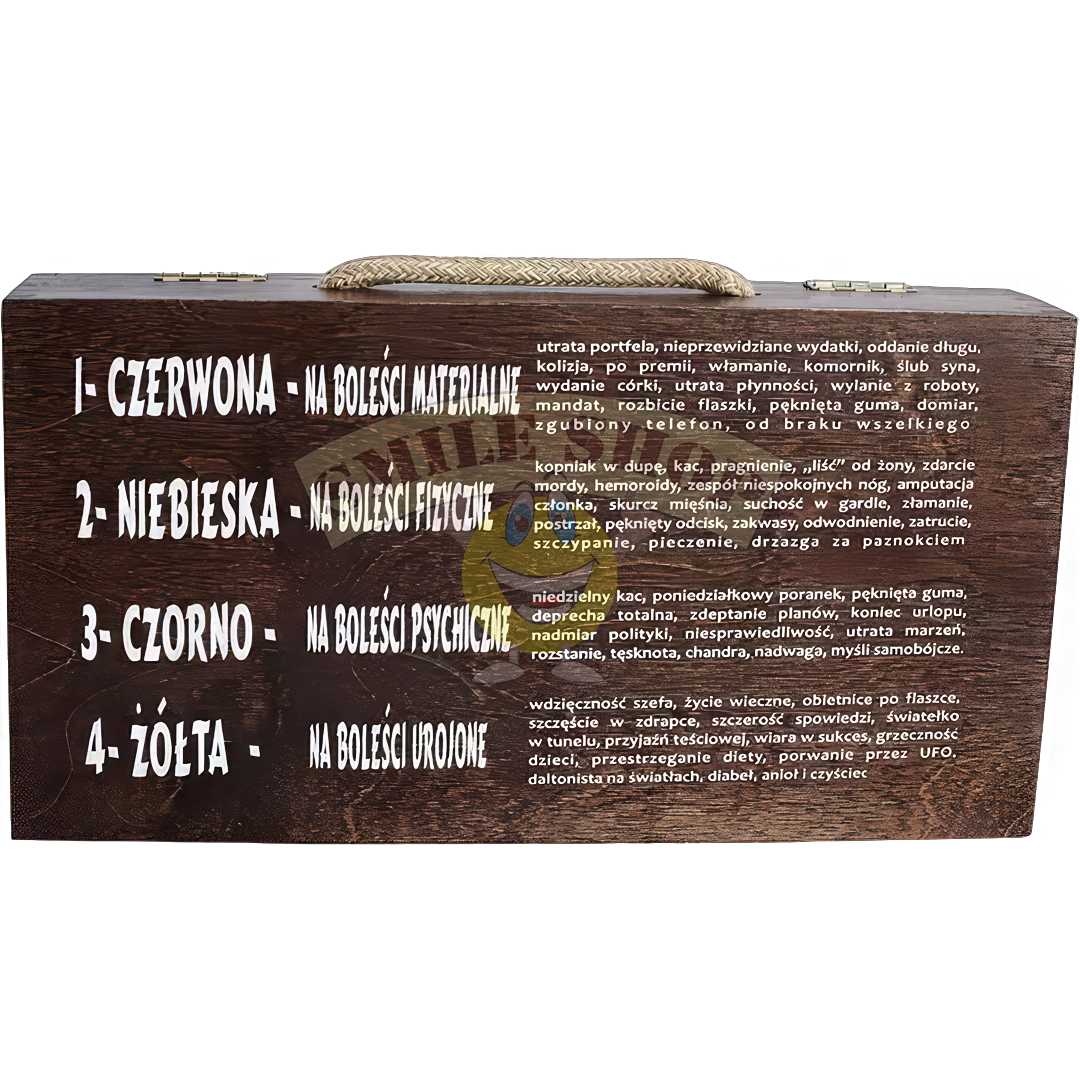 1- CZERWONA - NA BOLEŚCI MATERIALNE
utrata portfela, nieprzewidziane wydatki, oddanie długu,
kolizja, po premii, włamanie, komornik, ślub syna,
wydanie córki, utrata płynności, wylanie z roboty,
mandat, rozbicie flaszki, pęknięta guma, domiar,
zgubiony telefon, od braku wszelkiego
2- NIEBIESKA - NA BOLEŚCI FIZYCZNE
kopniak w dupę, kac, pragnienie, „liść” od żony, zdarcie
mordy, hemoroidy, zespół niespokojnych nóg, amputacja
członka, skurcz mięśnia, suchość w gardle, złamanie,
postrzał, pęknięty odcisk, zakwasy, odwodnienie, zatrucie,
szczypanie, pieczenie, drzazga za paznokciem
3- CZORNO - NA BOLEŚCI PSYCHICZNE
niedzielny kac, poniedziałkowy poranek, pęknięta guma,
deprecha totalna, zdeptanie planów, koniec urlopu,
nadmiar polityki, niesprawiedliwość, utrata marzeń,
rozstanie, tęsknota, chandra, nadwaga, myśli samobójcze.
4- ŻÓŁTA - NA BOLEŚCI UROJONE
wdzięczność szefa, życie wieczne, obietnice po flaszce,
szczęście w zdrapce, szczerość spowiedzi, światełko
w tunelu, przyjaźń teściowej, wiara w sukces, grzeczność
dzieci, przestrzeganie diety, porwanie przez UFO.
daltonista na światłach, diabeł, anioł i czyściec
SMILE SHOP